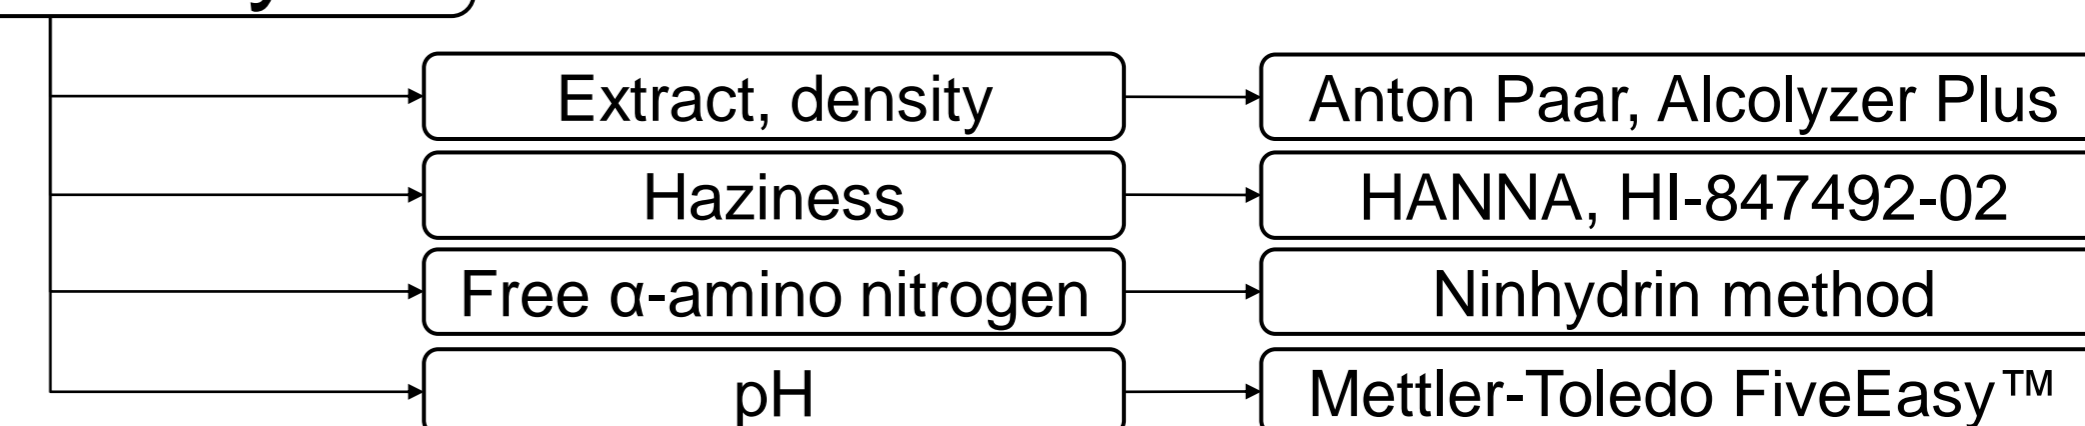 Extract, density
Anton Paar, Alcolyzer Plus
Haziness
HANNA, HI-847492-02
Free α-amino nitrogen
Ninhydrin method
pH
Mettler-Toledo FiveEasy™